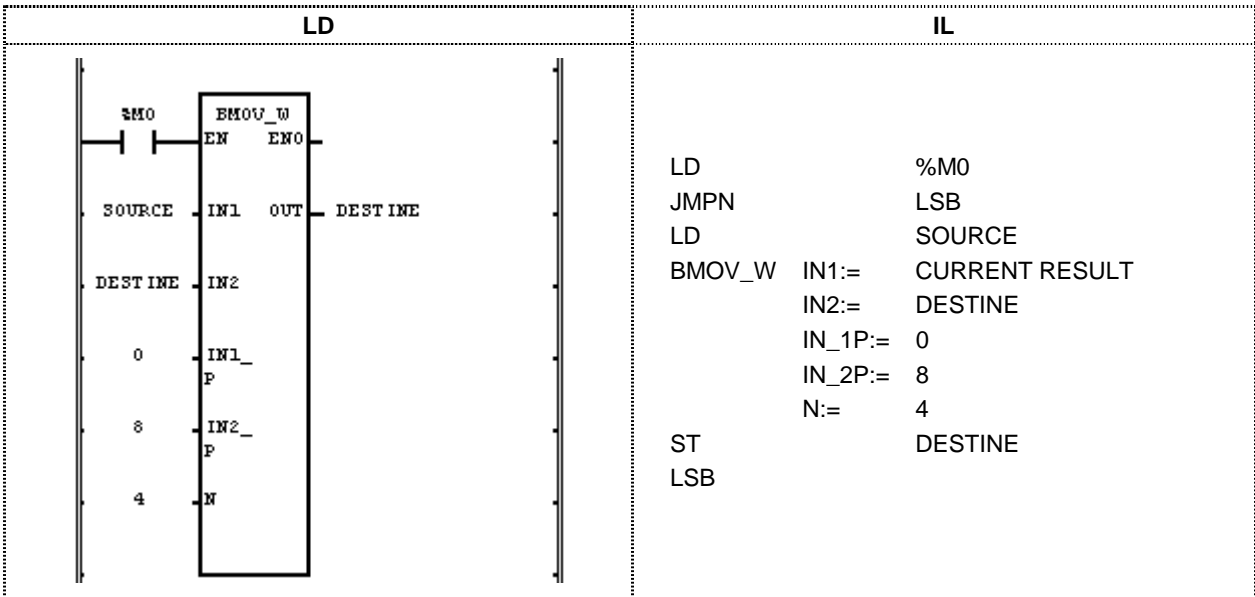 LD
IL
%M0
BMOV_W
EN ENO
SOURCE IN1 OUT DESTINE
DESTINE IN2
0 IN1_
P
8 IN2_
P
4 N
LD %M0
JMPN LSB
LD SOURCE
BMOV_W IN1:= CURRENT RESULT
IN2:= DESTINE
IN_1P:= 0
IN_2P:= 8
N:= 4
ST DESTINE
LSB